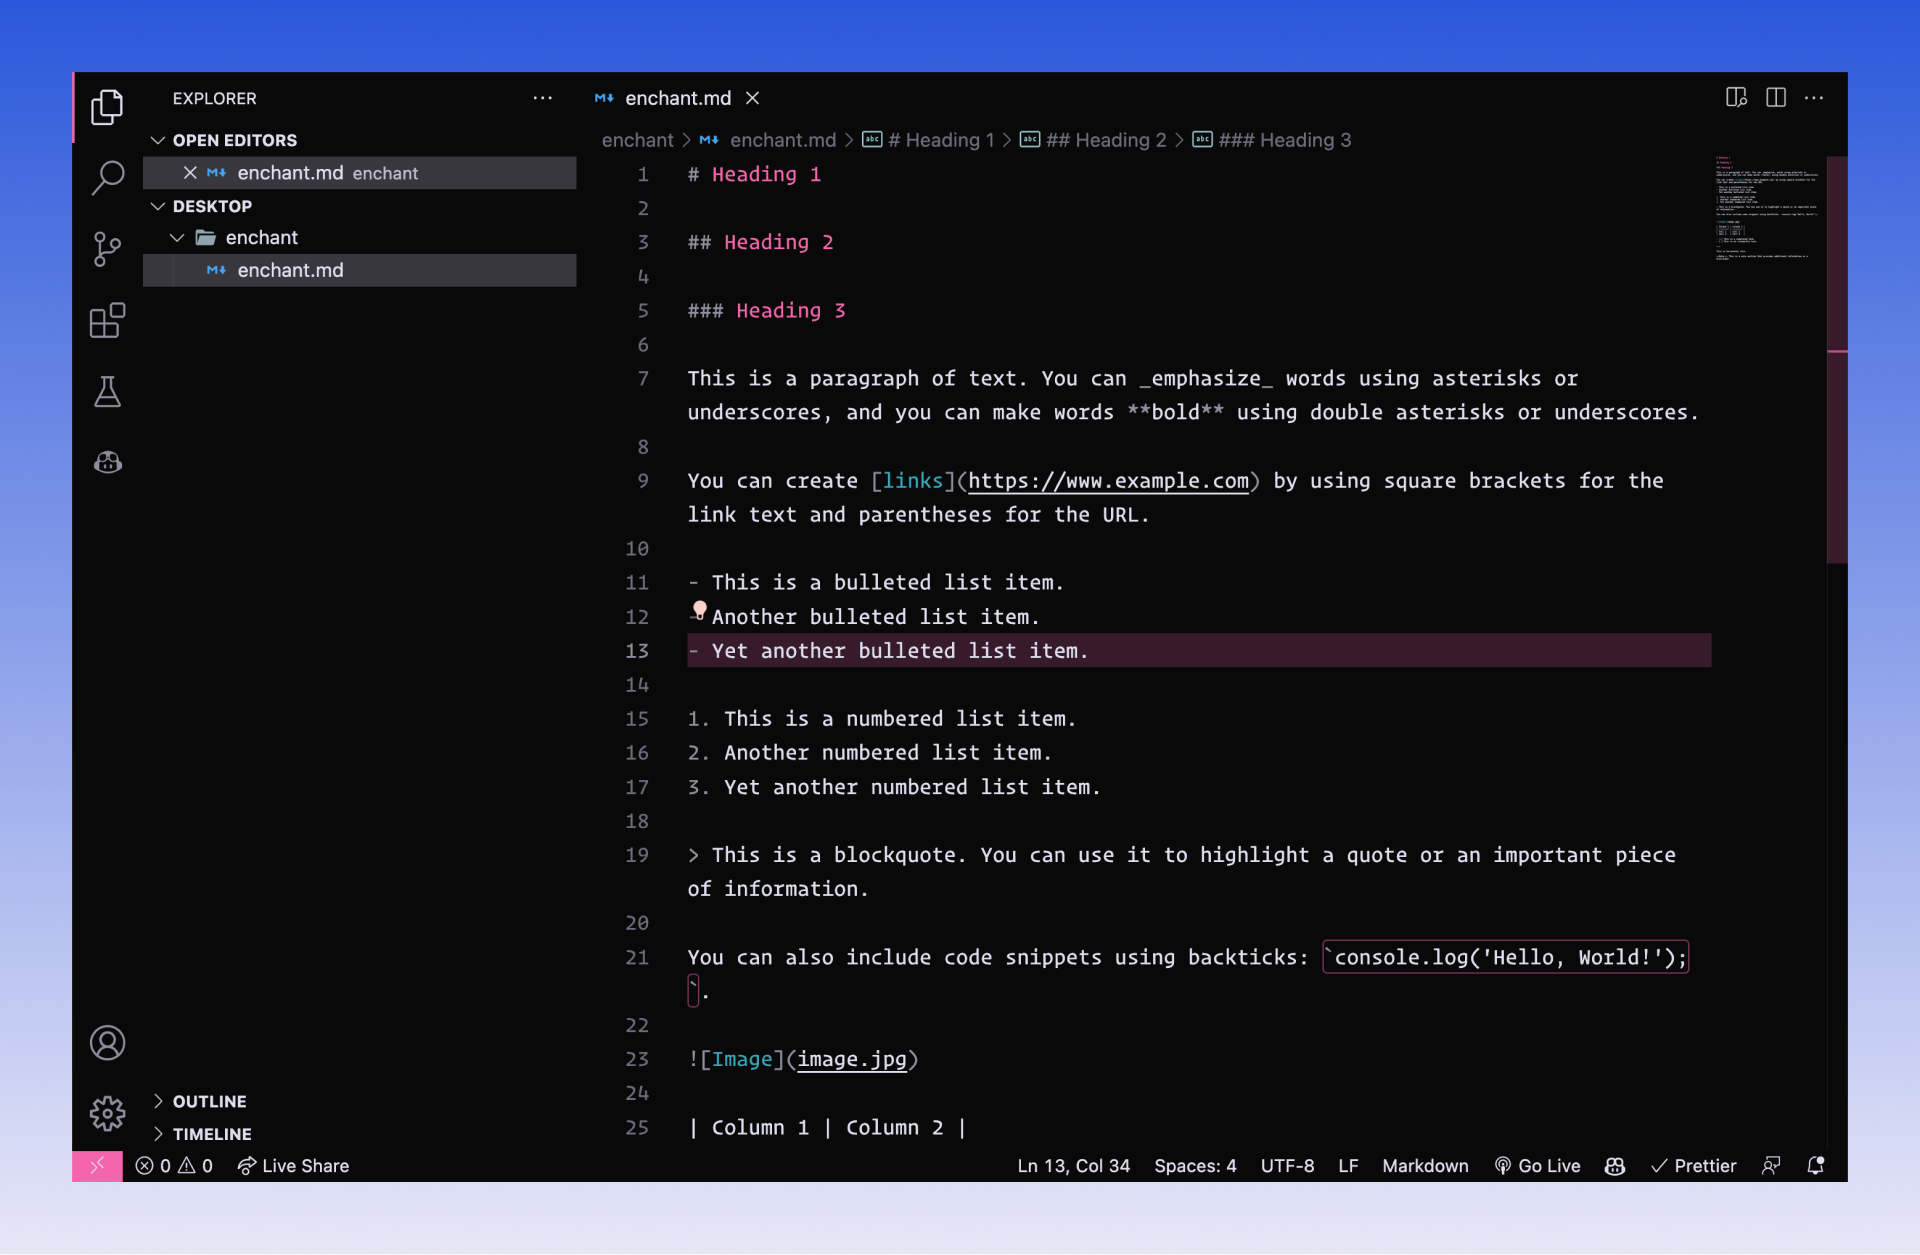 EXPLORER
OPEN EDITORS
enchant.md enchant
DESKTOP
enchant
enchant.md
OUTLINE
TIMELINE
enchant.md
enchant > enchant.md > # Heading 1 > ## Heading 2 > ### Heading 3
1 # Heading 1
2
3 ## Heading 2
4
5 ### Heading 3
6
7 This is a paragraph of text. You can _emphasize_ words using asterisks or
underscores, and you can make words **bold** using double asterisks or underscores.
8
9 You can create [links](https://www.example.com) by using square brackets for the
link text and parentheses for the URL.
10
11 - This is a bulleted list item.
12 - Another bulleted list item.
13 - Yet another bulleted list item.
14
15 1. This is a numbered list item.
16 2. Another numbered list item.
17 3. Yet another numbered list item.
18
19 > This is a blockquote. You can use it to highlight a quote or an important piece
of information.
20
21 You can also include code snippets using backticks: `console.log('Hello, World!');
`.
22
23 ![Image](image.jpg)
24
25 | Column 1 | Column 2 |
0 0 Live Share Ln 13, Col 34 Spaces: 4 UTF-8 LF Markdown Go Live Prettier